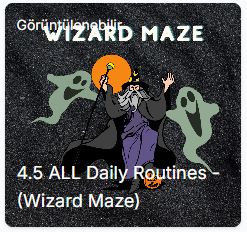 Görüntülenebilir
WIZARD MAZE
4.5 ALL Daily Routines -
(Wizard Maze)